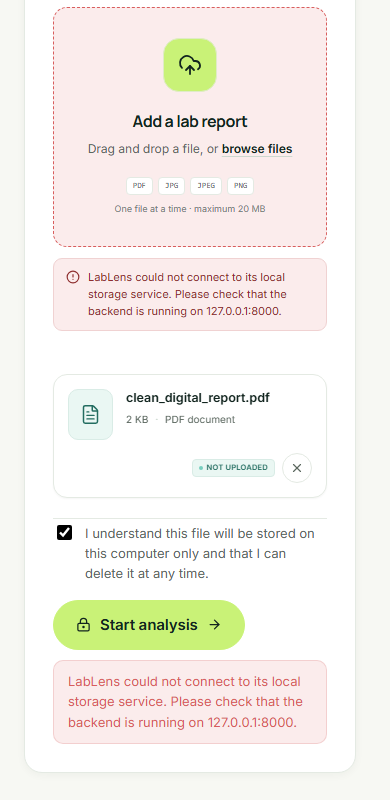 Add a lab report
Drag and drop a file, or browse files
PDF JPG JPEG PNG
One file at a time · maximum 20 MB
LabLens could not connect to its local
storage service. Please check that the
backend is running on 127.0.0.1:8000.
clean_digital_report.pdf
2 KB · PDF document
NOT UPLOADED
I understand this file will be stored on
this computer only and that I can
delete it at any time.
Start analysis
LabLens could not connect to its local
storage service. Please check that the
backend is running on 127.0.0.1:8000.